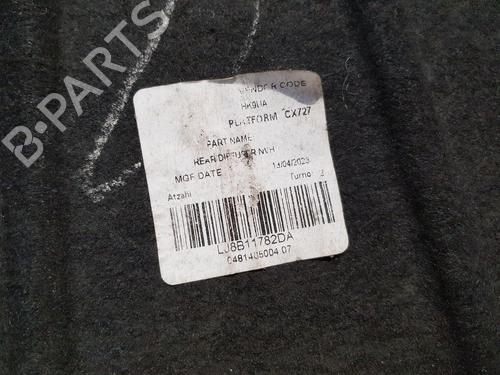 B-PARTS
VENDER CODE
HK9UA
PLATFORM CX727
PART NAME
REAR DIFFUSER NVH
MGF DATE 14/04/2023
Atzahi Turno:
LJ8B11782DA
0481405004 07